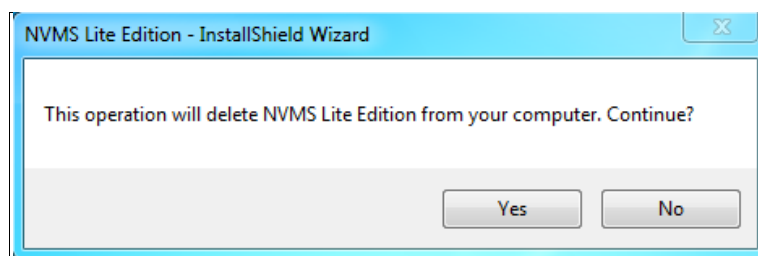 NVMS Lite Edition - InstallShield Wizard
This operation will delete NVMS Lite Edition from your computer. Continue?
Yes No